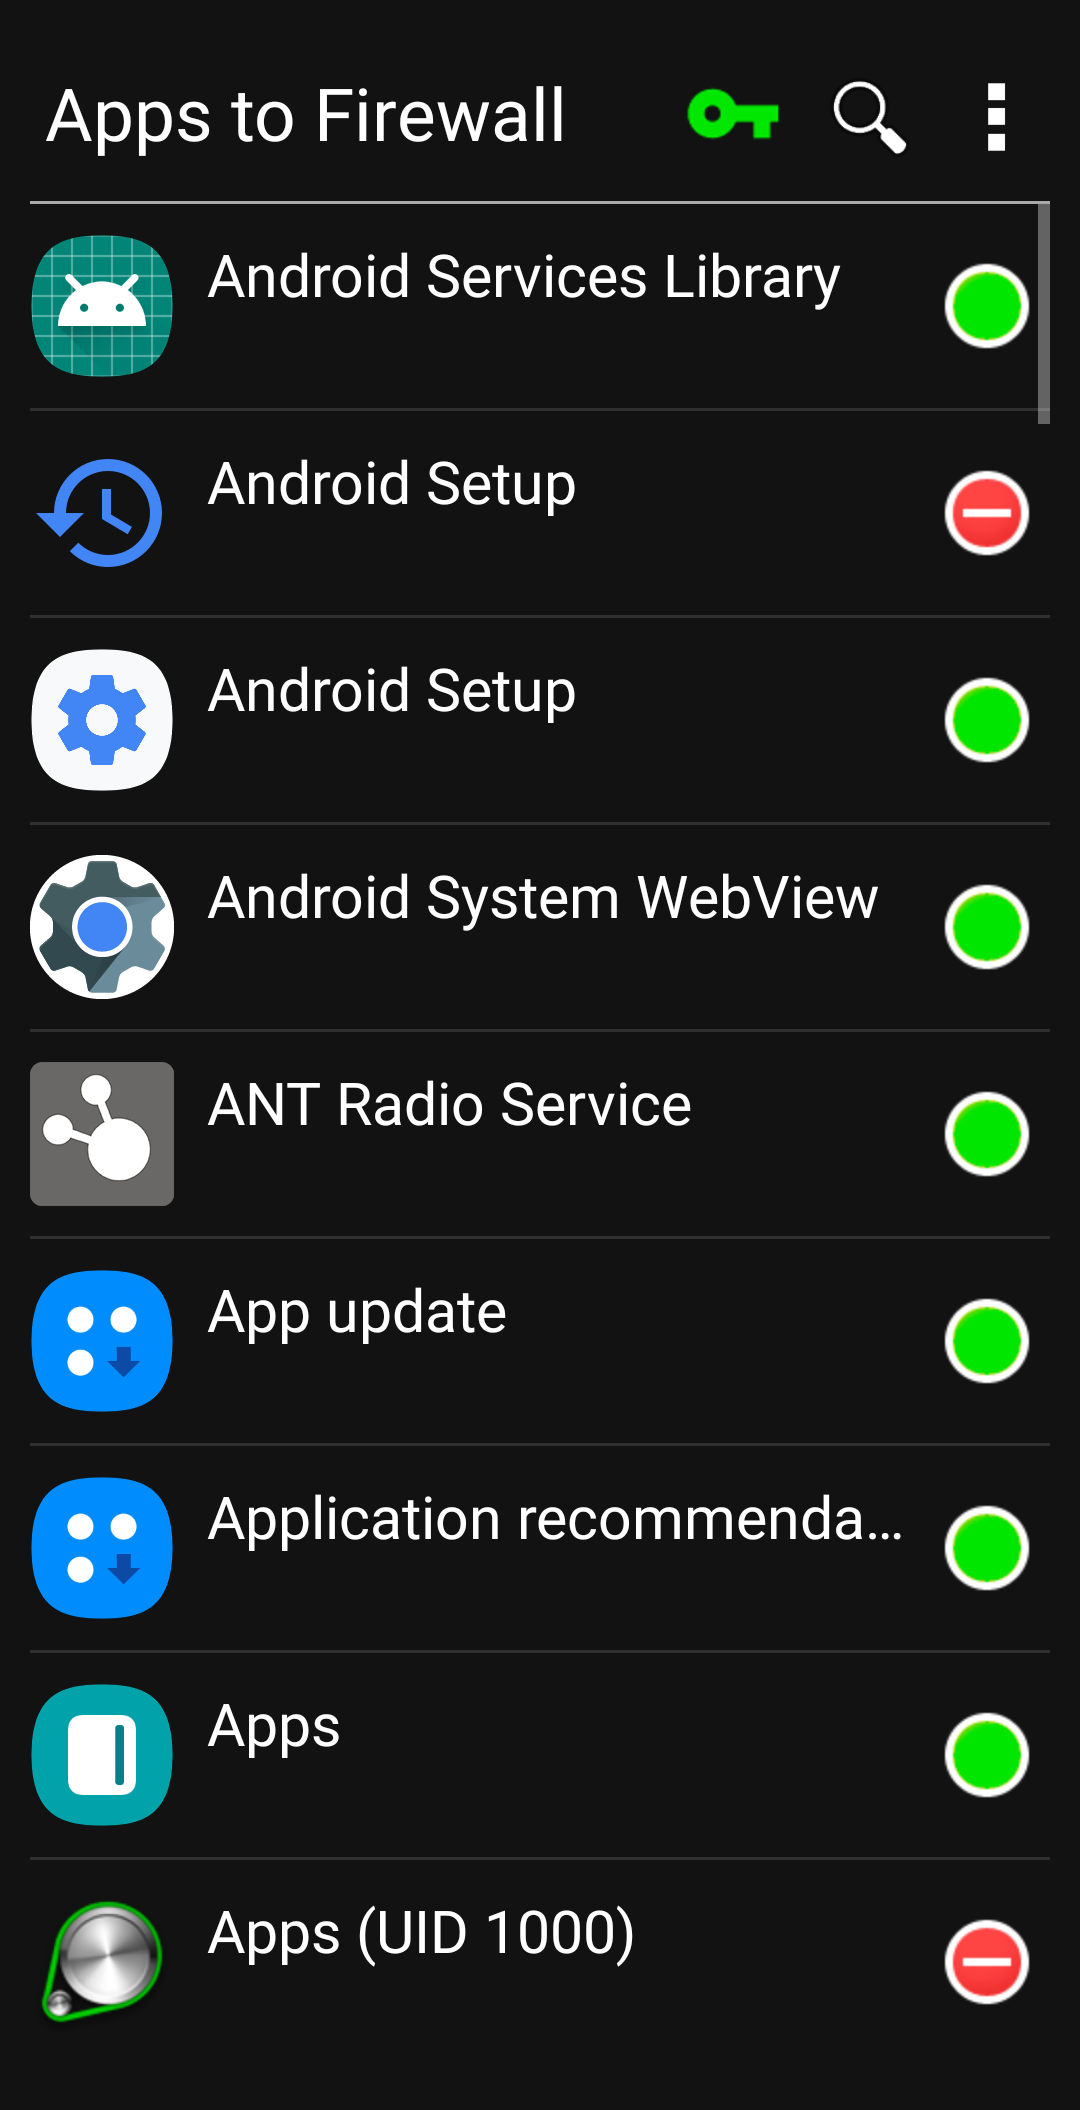 Apps to Firewall
Android Services Library
Android Setup
Android Setup
Android System WebView
ANT Radio Service
App update
Application recommenda...
Apps
Apps (UID 1000)